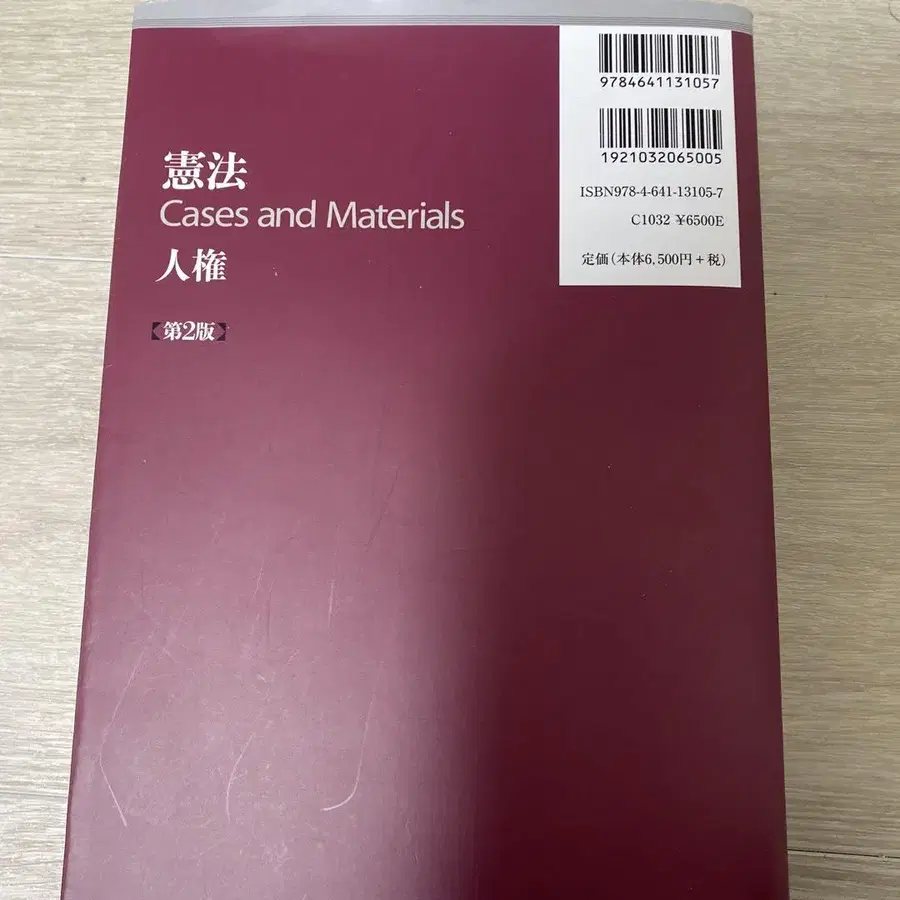 9784641131057
1921032065005
ISBN978-4-641-13105-7
C1032 ¥6500E
定価(本体6,500円+税)
憲法
Cases and Materials
人権
【第2版】